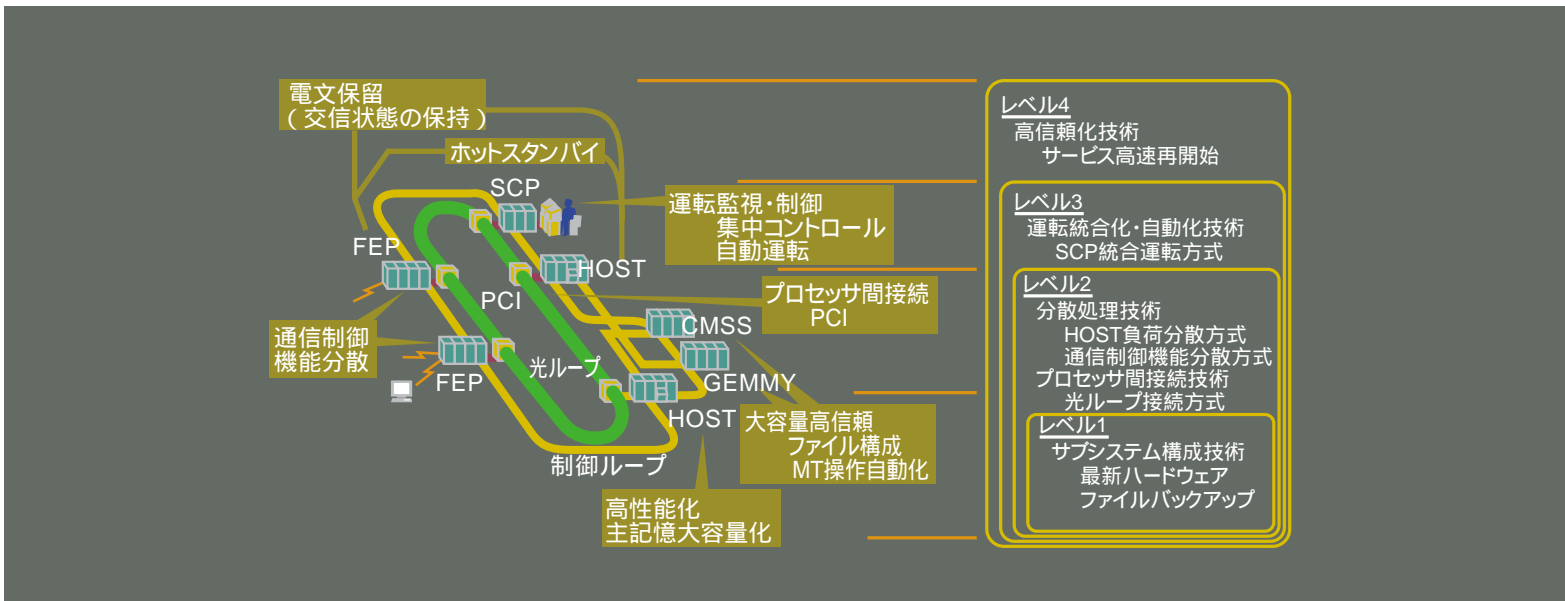 電文保留
(交信状態の保持)
ホットスタンバイ
SCP
運転監視・制御
集中コントロール
自動運転
FEP
HOST
PCI
プロセッサ間接続
PCI
通信制御
機能分散
CMSS
光ループ
FEP
GEMMY
HOST
大容量高信頼
ファイル構成
MT操作自動化
制御ループ
高性能化
主記憶大容量化
レベル4
高信頼化技術
サービス高速再開始
レベル3
運転統合化・自動化技術
SCP統合運転方式
レベル2
分散処理技術
HOST負荷分散方式
通信制御機能分散方式
プロセッサ間接続技術
光ループ接続方式
レベル1
サブシステム構成技術
最新ハードウェア
ファイルバックアップ